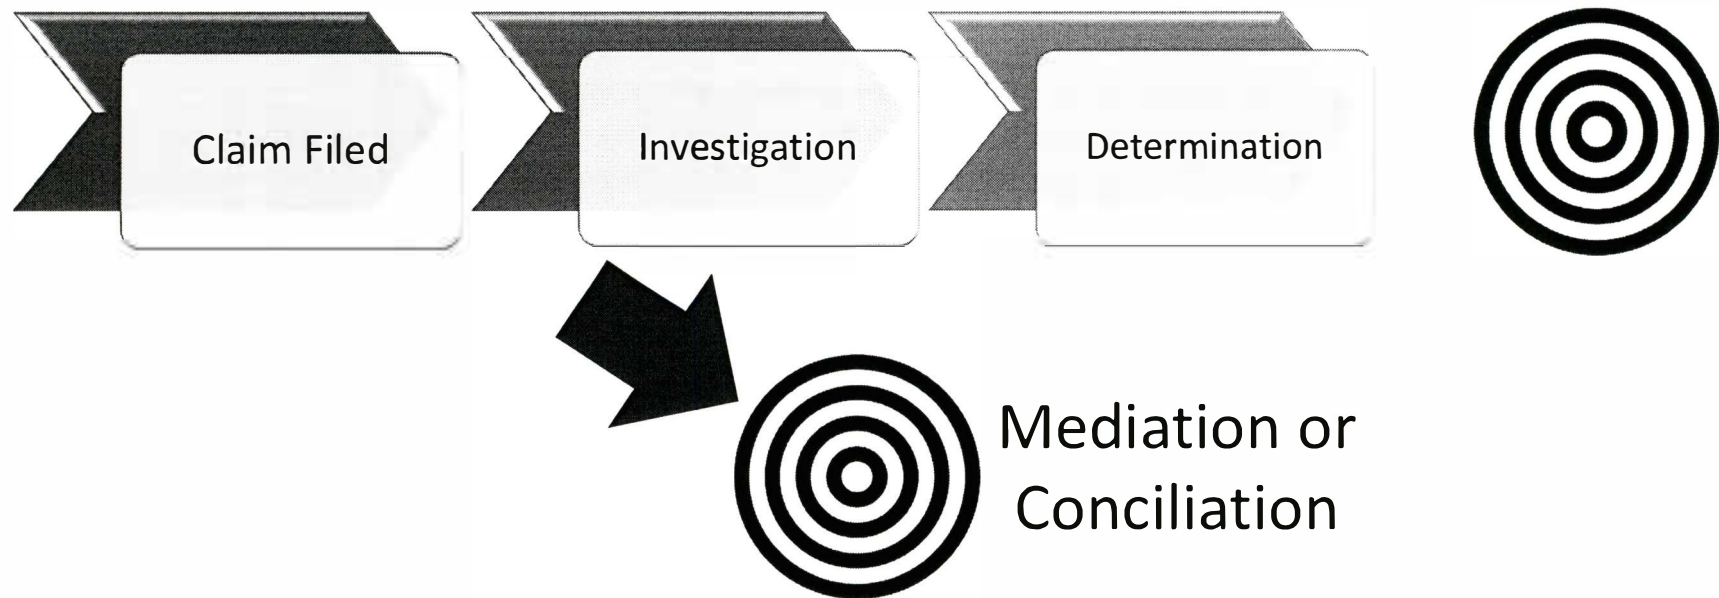 Claim Filed
Investigation
Determination
Mediation or
Conciliation